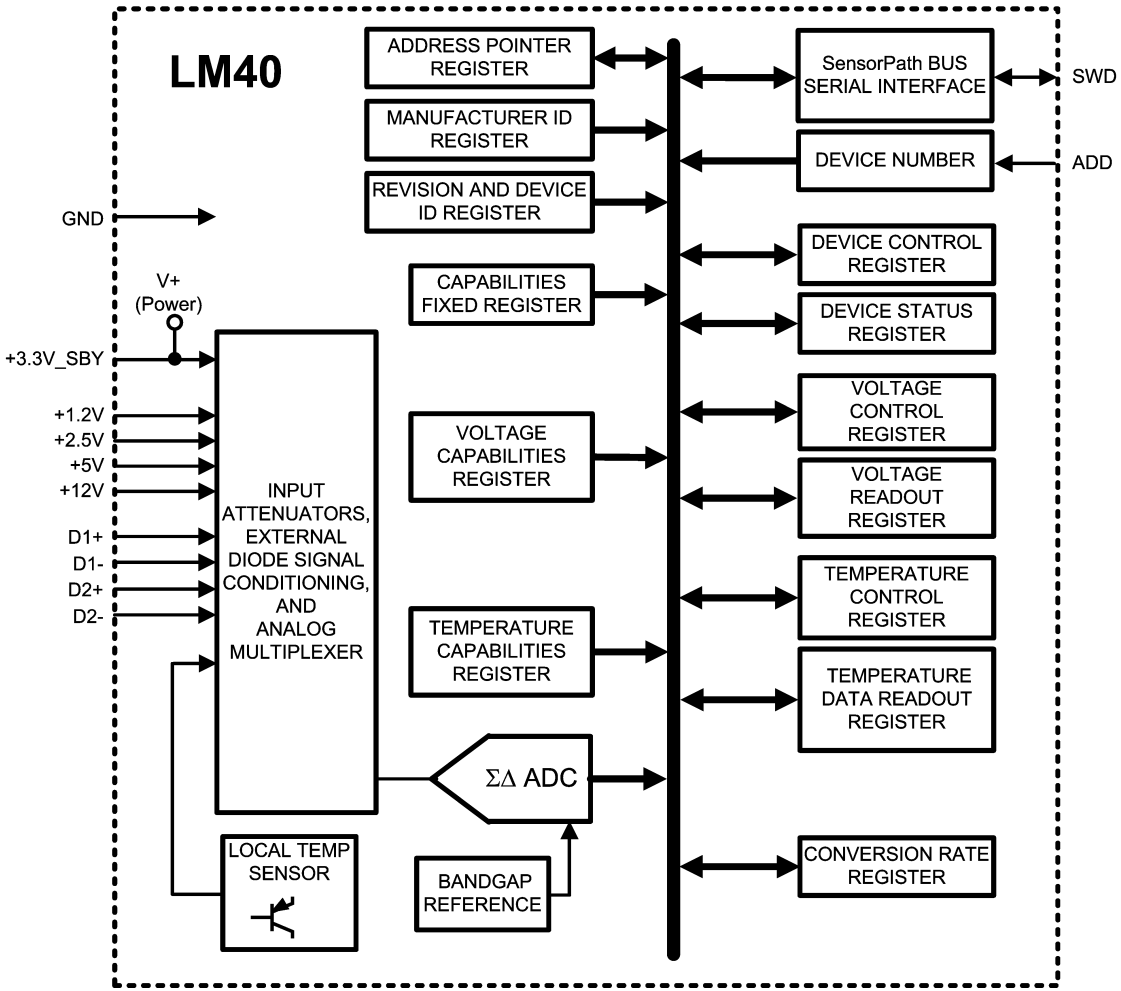 LM40
ADDRESS POINTER
REGISTER
MANUFACTURER ID
REGISTER
REVISION AND DEVICE
ID REGISTER
CAPABILITIES
FIXED REGISTER
VOLTAGE
CAPABILITIES
REGISTER
TEMPERATURE
CAPABILITIES
REGISTER
ΣΔ ADC
BANDGAP
REFERENCE
GND
V+
(Power)
+3.3V_SBY
+1.2V
+2.5V
+5V
+12V
D1+
D1-
D2+
D2-
INPUT
ATTENUATORS,
EXTERNAL
DIODE SIGNAL
CONDITIONING,
AND
ANALOG
MULTIPLEXER
LOCAL TEMP
SENSOR
SensorPath BUS
SERIAL INTERFACE
SWD
DEVICE NUMBER
ADD
DEVICE CONTROL
REGISTER
DEVICE STATUS
REGISTER
VOLTAGE
CONTROL
REGISTER
VOLTAGE
READOUT
REGISTER
TEMPERATURE
CONTROL
REGISTER
TEMPERATURE
DATA READOUT
REGISTER
CONVERSION RATE
REGISTER